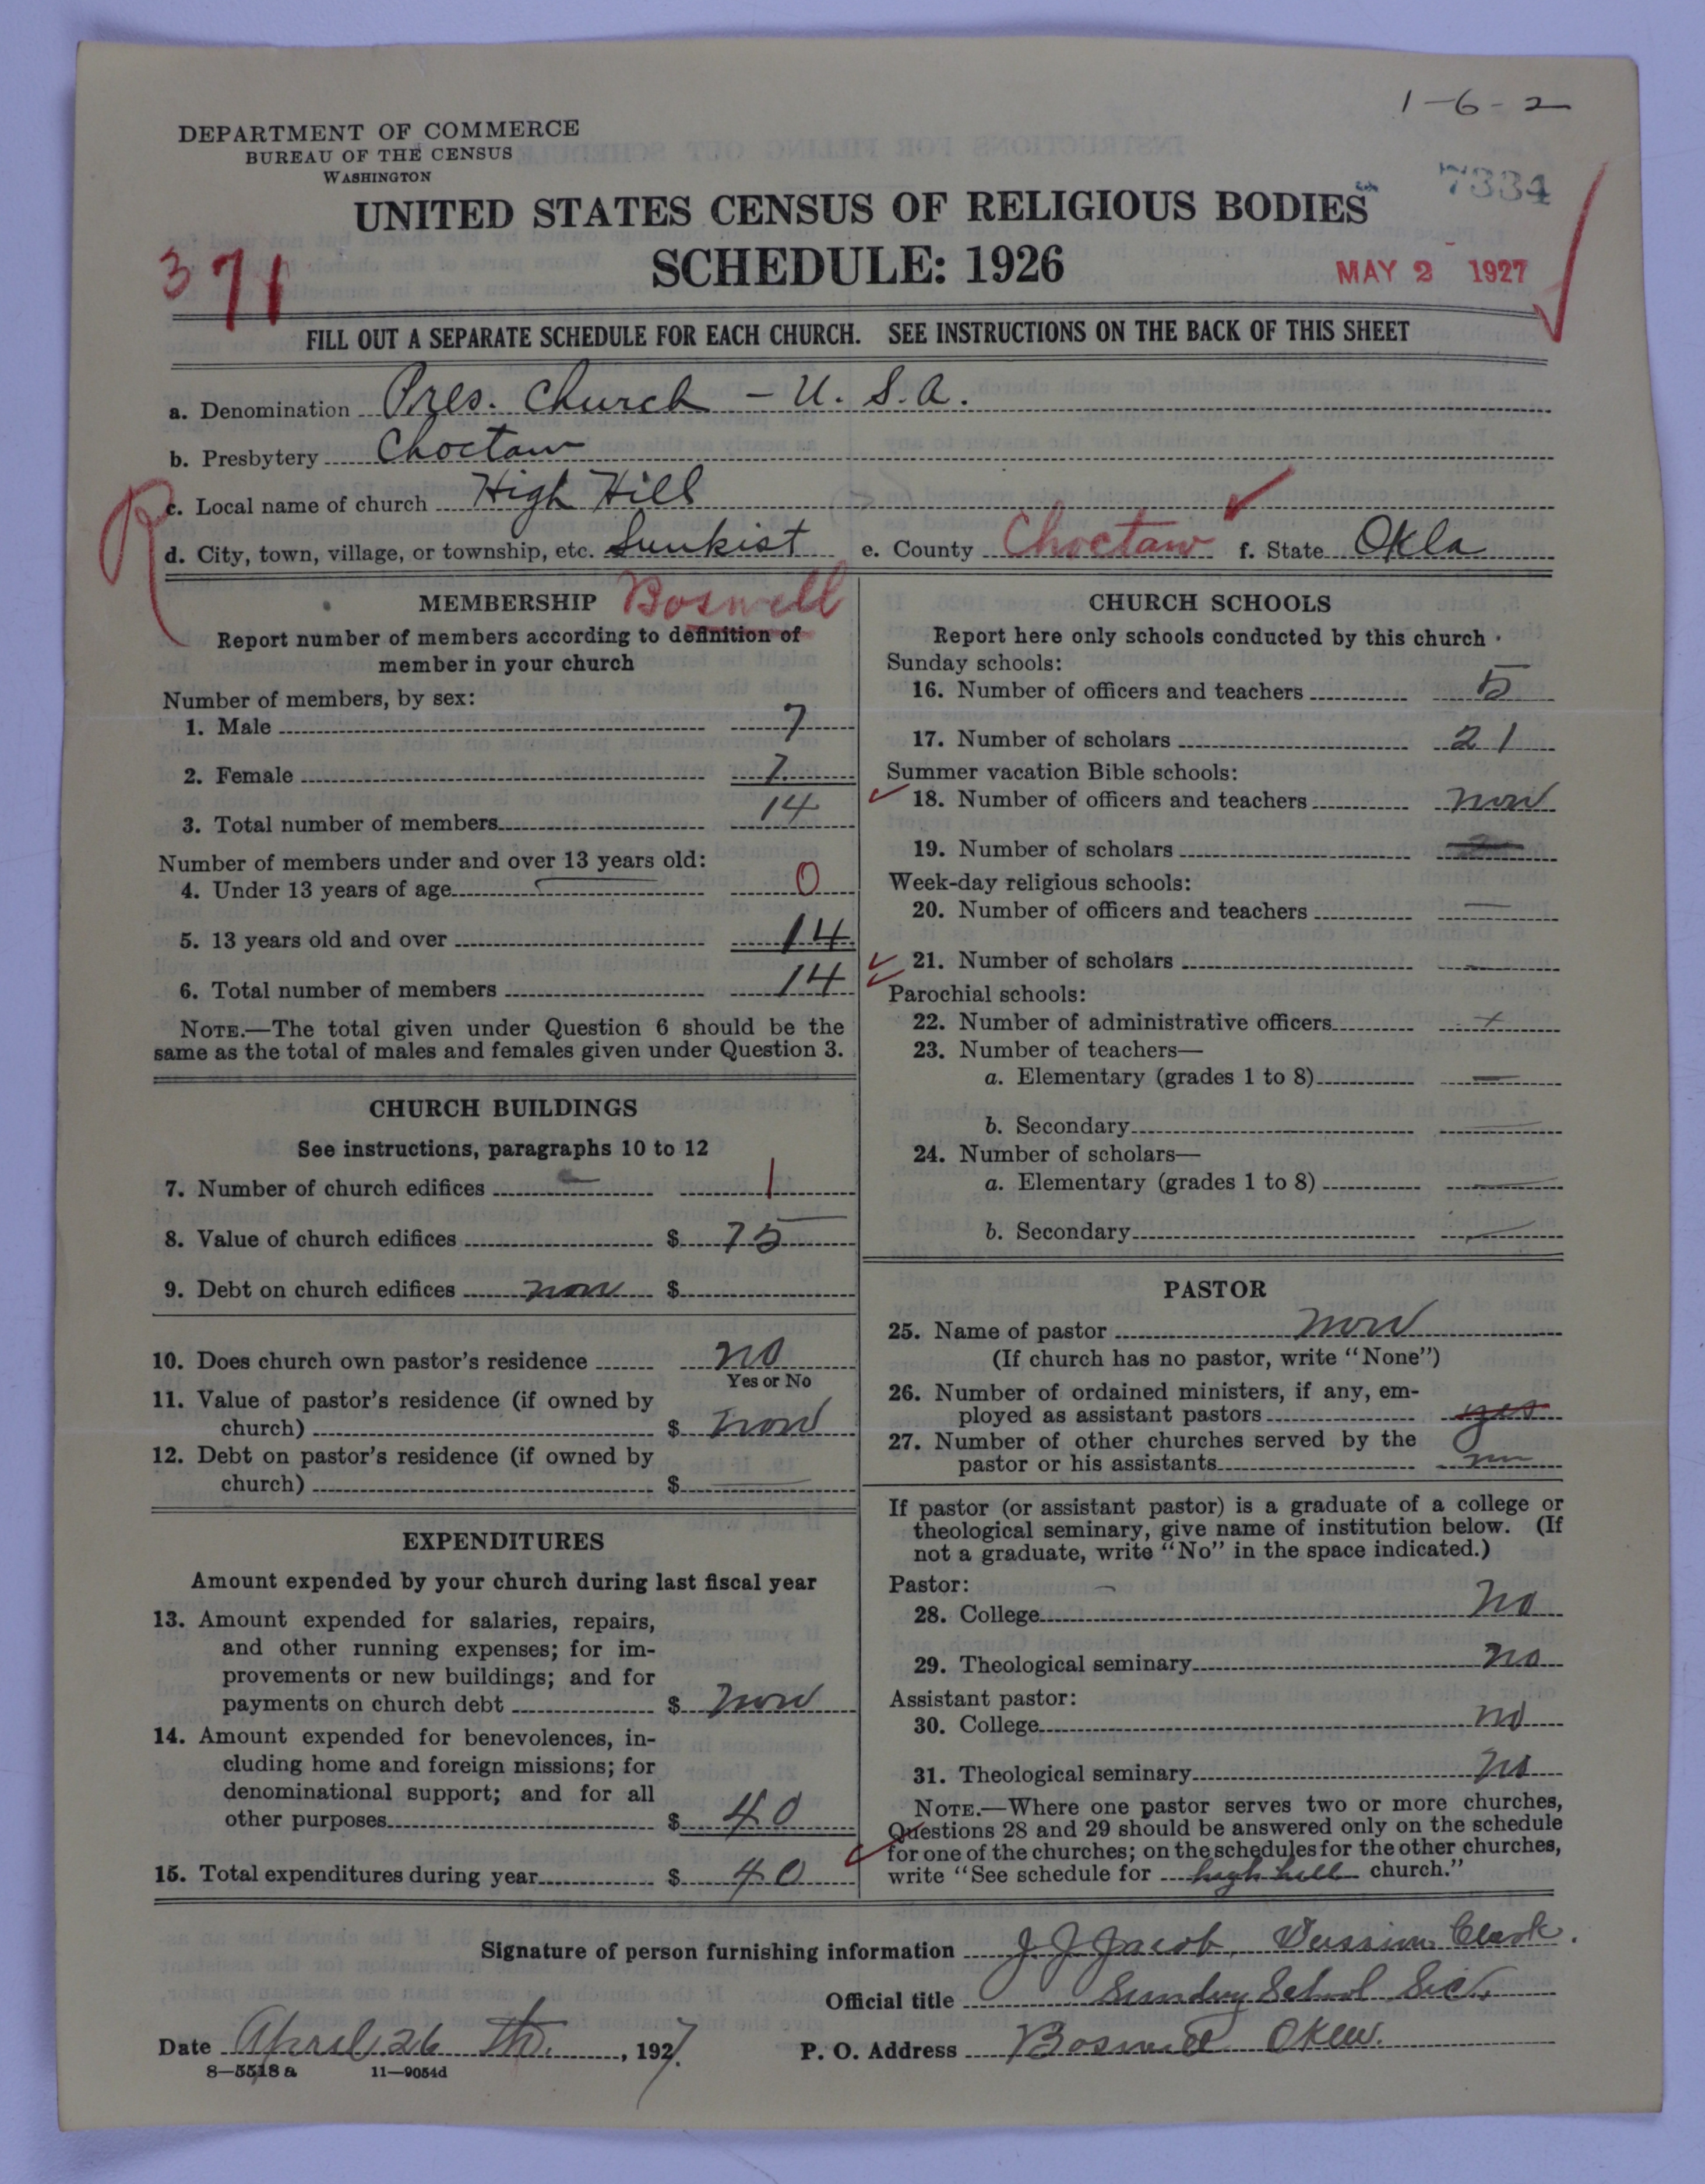 1-6-2
DEPARTMENT OF COMMERCE
BUREAU OF THE CENSUS
WASHINGTON
7334
UNITED STATES CENSUS OF RELIGIOUS BODIES
SCHEDULE: 1926
371
MAY 2 1927
FILL OUT A SEPARATE SCHEDULE FOR EACH CHURCH. SEE INSTRUCTIONS ON THE BACK OF THIS SHEET
a. Denomination Pres. Church - U. S. A.
b. Presbytery Choctaw
c. Local name of church High Hill
R
d. City, town, village, or township, etc. Sunkist e. County Choctaw f. State Okla
MEMBERSHIP Boswell
Report number of members according to definition of
member in your church
Number of members, by sex:
1. Male 7
2. Female 7
3. Total number of members 14
Number of members under and over 13 years old:
4. Under 13 years of age 0
5. 13 years old and over 14
6. Total number of members 14
NOTE.—The total given under Question 6 should be the
same as the total of males and females given under Question 3.
CHURCH BUILDINGS
See instructions, paragraphs 10 to 12
7. Number of church edifices 1
8. Value of church edifices $ 75
9. Debt on church edifices non $
10. Does church own pastor's residence no
Yes or No
11. Value of pastor's residence (if owned by
church) $ non
12. Debt on pastor's residence (if owned by
church) $ —
EXPENDITURES
Amount expended by your church during last fiscal year
13. Amount expended for salaries, repairs,
and other running expenses; for im-
provements or new buildings; and for
payments on church debt $ non
14. Amount expended for benevolences, in-
cluding home and foreign missions; for
denominational support; and for all
other purposes $ 40
15. Total expenditures during year $ 40
CHURCH SCHOOLS
Report here only schools conducted by this church
Sunday schools:
16. Number of officers and teachers 5
17. Number of scholars 21
Summer vacation Bible schools:
18. Number of officers and teachers non
19. Number of scholars
Week-day religious schools:
20. Number of officers and teachers —
21. Number of scholars —
Parochial schools:
22. Number of administrative officers
23. Number of teachers—
a. Elementary (grades 1 to 8) —
b. Secondary —
24. Number of scholars—
a. Elementary (grades 1 to 8) —
b. Secondary —
PASTOR
25. Name of pastor non
(If church has no pastor, write "None")
26. Number of ordained ministers, if any, em-
ployed as assistant pastors yes
27. Number of other churches served by the
pastor or his assistants
If pastor (or assistant pastor) is a graduate of a college or
theological seminary, give name of institution below. (If
not a graduate, write "No" in the space indicated.)
Pastor:
28. College no
29. Theological seminary no
Assistant pastor:
30. College no
31. Theological seminary no
NOTE.—Where one pastor serves two or more churches,
Questions 28 and 29 should be answered only on the schedule
for one of the churches; on the schedules for the other churches,
write "See schedule for high hill church."
Signature of person furnishing information J. J. Jacob, Clerk.
Official title Sunday School Sec.
Date April 26 th., 1927. P. O. Address Boswell Okla.
8—5518 a 11—9054d